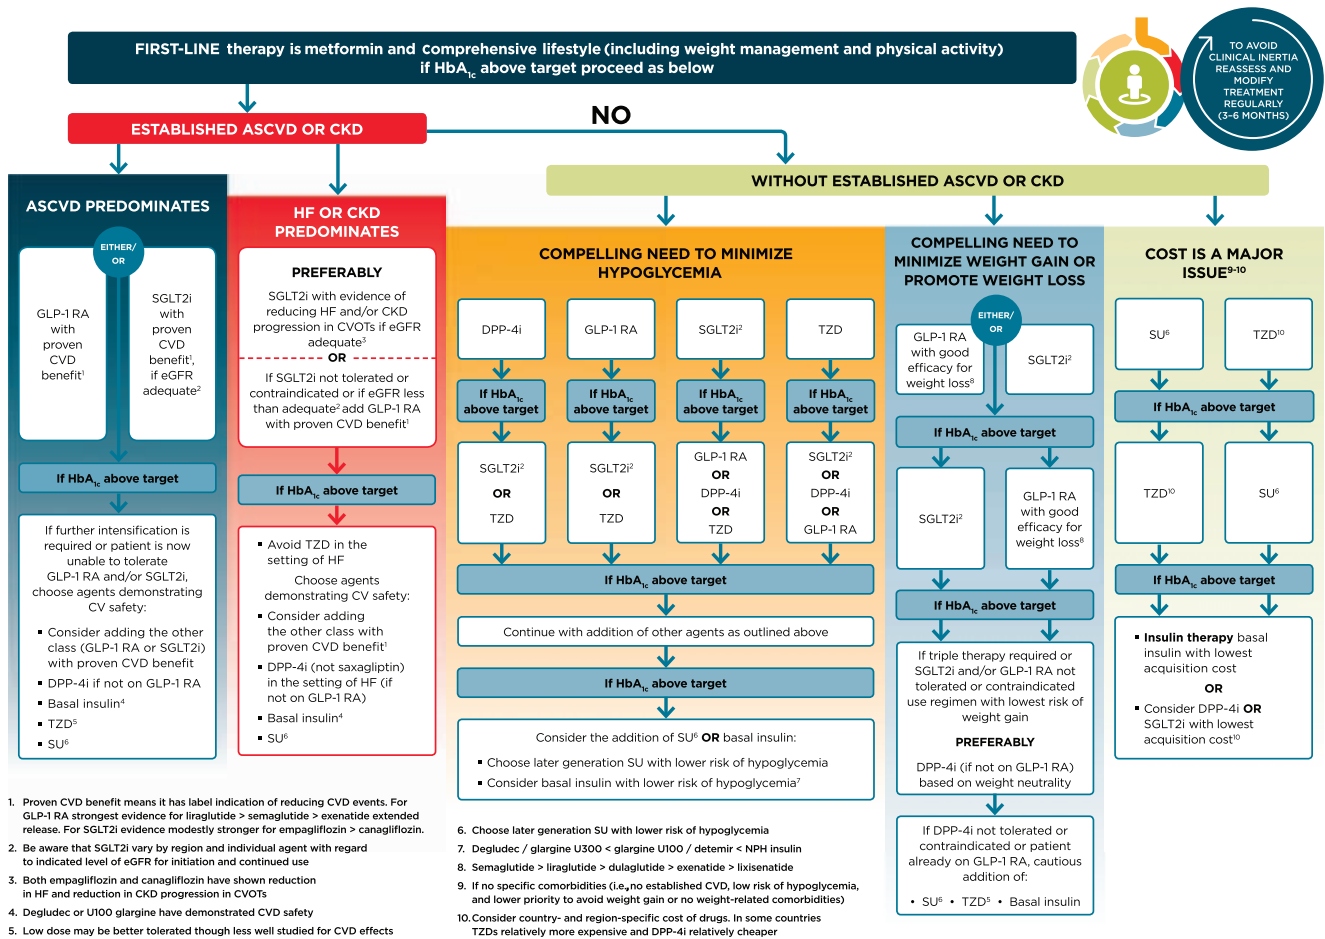 FIRST-LINE therapy is metformin and comprehensive lifestyle (including weight management and physical activity)
if HbA1c above target proceed as below
TO AVOID
CLINICAL INERTIA
REASSESS AND
MODIFY
TREATMENT
REGULARLY
(3-6 MONTHS)
ESTABLISHED ASCVD OR CKD
NO
WITHOUT ESTABLISHED ASCVD OR CKD
ASCVD PREDOMINATES
EITHER/
OR
GLP-1 RA
with
proven
CVD
benefit¹
SGLT2i
with
proven
CVD
benefit¹,
if eGFR
adequate²
If HbA1c above target
If further intensification is
required or patient is now
unable to tolerate
GLP-1 RA and/or SGLT2i,
choose agents demonstrating
CV safety:
▪ Consider adding the other
class (GLP-1 RA or SGLT2i)
with proven CVD benefit
▪ DPP-4i if not on GLP-1 RA
▪ Basal insulin⁴
▪ TZD⁵
▪ SU⁶
HF OR CKD
PREDOMINATES
PREFERABLY
SGLT2i with evidence of
reducing HF and/or CKD
progression in CVOTs if eGFR
adequate³
OR
If SGLT2i not tolerated or
contraindicated or if eGFR less
than adequate² add GLP-1 RA
with proven CVD benefit¹
If HbA1c above target
▪ Avoid TZD in the
setting of HF
Choose agents
demonstrating CV safety:
▪ Consider adding
the other class with
proven CVD benefit¹
▪ DPP-4i (not saxagliptin)
in the setting of HF (if
not on GLP-1 RA)
▪ Basal insulin⁴
▪ SU⁶
COMPELLING NEED TO MINIMIZE
HYPOGLYCEMIA
DPP-4i
GLP-1 RA
SGLT2i²
TZD
If HbA1c
above target
If HbA1c
above target
If HbA1c
above target
If HbA1c
above target
SGLT2i²
OR
TZD
SGLT2i²
OR
TZD
GLP-1 RA
OR
DPP-4i
OR
TZD
SGLT2i²
OR
DPP-4i
OR
GLP-1 RA
If HbA1c above target
Continue with addition of other agents as outlined above
If HbA1c above target
Consider the addition of SU⁶ OR basal insulin:
▪ Choose later generation SU with lower risk of hypoglycemia
▪ Consider basal insulin with lower risk of hypoglycemia⁷
COMPELLING NEED TO
MINIMIZE WEIGHT GAIN OR
PROMOTE WEIGHT LOSS
EITHER/
OR
GLP-1 RA
with good
efficacy for
weight loss⁸
SGLT2i²
If HbA1c above target
SGLT2i²
GLP-1 RA
with good
efficacy for
weight loss⁸
If HbA1c above target
If triple therapy required or
SGLT2i and/or GLP-1 RA not
tolerated or contraindicated
use regimen with lowest risk of
weight gain
PREFERABLY
DPP-4i (if not on GLP-1 RA)
based on weight neutrality
If DPP-4i not tolerated or
contraindicated or patient
already on GLP-1 RA, cautious
addition of:
• SU⁶ • TZD⁵ • Basal insulin
COST IS A MAJOR
ISSUE⁹⁻¹⁰
SU⁶
TZD¹⁰
If HbA1c above target
TZD¹⁰
SU⁶
If HbA1c above target
▪ Insulin therapy basal
insulin with lowest
acquisition cost
OR
▪ Consider DPP-4i OR
SGLT2i with lowest
acquisition cost¹⁰
1. Proven CVD benefit means it has label indication of reducing CVD events. For
GLP-1 RA strongest evidence for liraglutide > semaglutide > exenatide extended
release. For SGLT2i evidence modestly stronger for empagliflozin > canagliflozin.
2. Be aware that SGLT2i vary by region and individual agent with regard
to indicated level of eGFR for initiation and continued use
3. Both empagliflozin and canagliflozin have shown reduction
in HF and reduction in CKD progression in CVOTs
4. Degludec or U100 glargine have demonstrated CVD safety
5. Low dose may be better tolerated though less well studied for CVD effects
6. Choose later generation SU with lower risk of hypoglycemia
7. Degludec / glargine U300 < glargine U100 / detemir < NPH insulin
8. Semaglutide > liraglutide > dulaglutide > exenatide > lixisenatide
9. If no specific comorbidities (i.e., no established CVD, low risk of hypoglycemia,
and lower priority to avoid weight gain or no weight-related comorbidities)
10. Consider country- and region-specific cost of drugs. In some countries
TZDs relatively more expensive and DPP-4i relatively cheaper